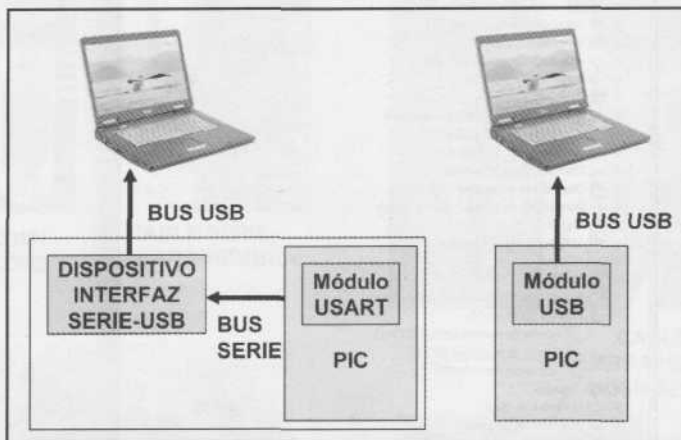 BUS USB
DISPOSITIVO
INTERFAZ
SERIE-USB
BUS
SERIE
Módulo
USART
PIC
BUS USB
Módulo
USB
PIC